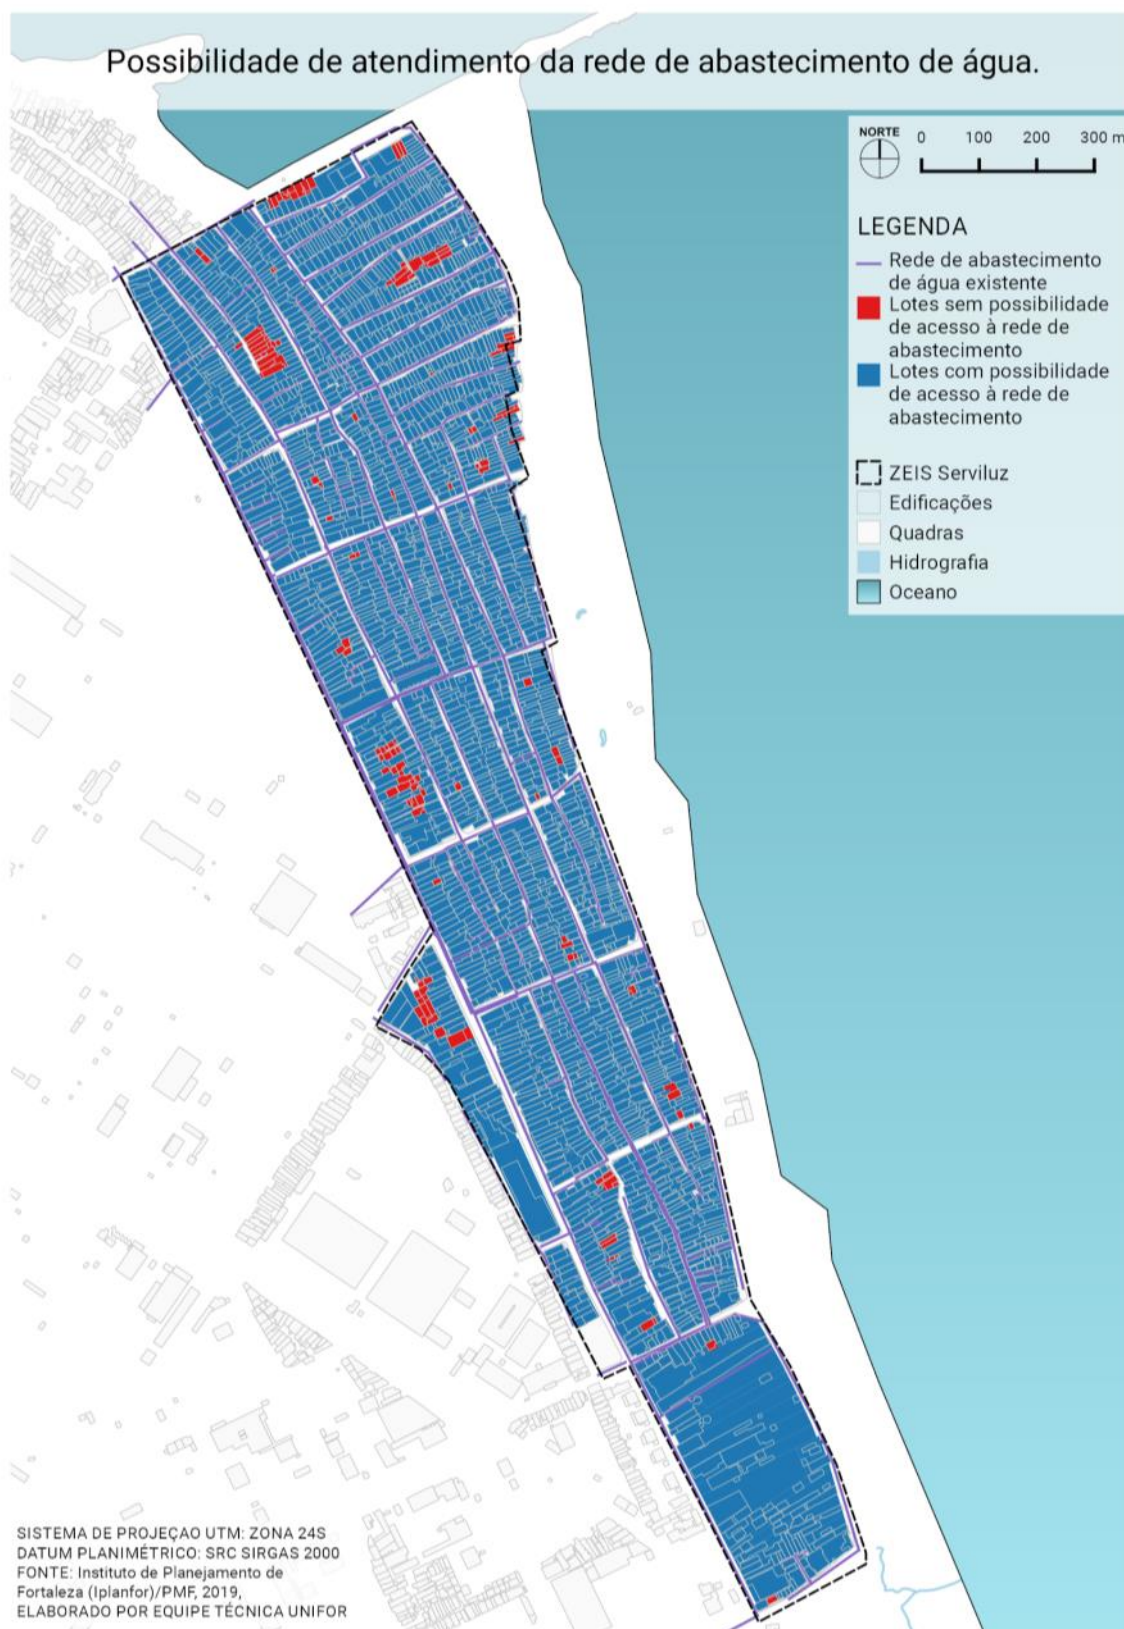 Possibilidade de atendimento da rede de abastecimento de água.
NORTE 0 100 200 300 m
LEGENDA
Rede de abastecimento
de água existente
Lotes sem possibilidade
de acesso à rede de
abastecimento
Lotes com possibilidade
de acesso à rede de
abastecimento
ZEIS Serviluz
Edificações
Quadras
Hidrografia
Oceano
SISTEMA DE PROJEÇAO UTM: ZONA 24S
DATUM PLANIMÉTRICO: SRC SIRGAS 2000
FONTE: Instituto de Planejamento de
Fortaleza (Iplanfor)/PMF, 2019,
ELABORADO POR EQUIPE TÉCNICA UNIFOR